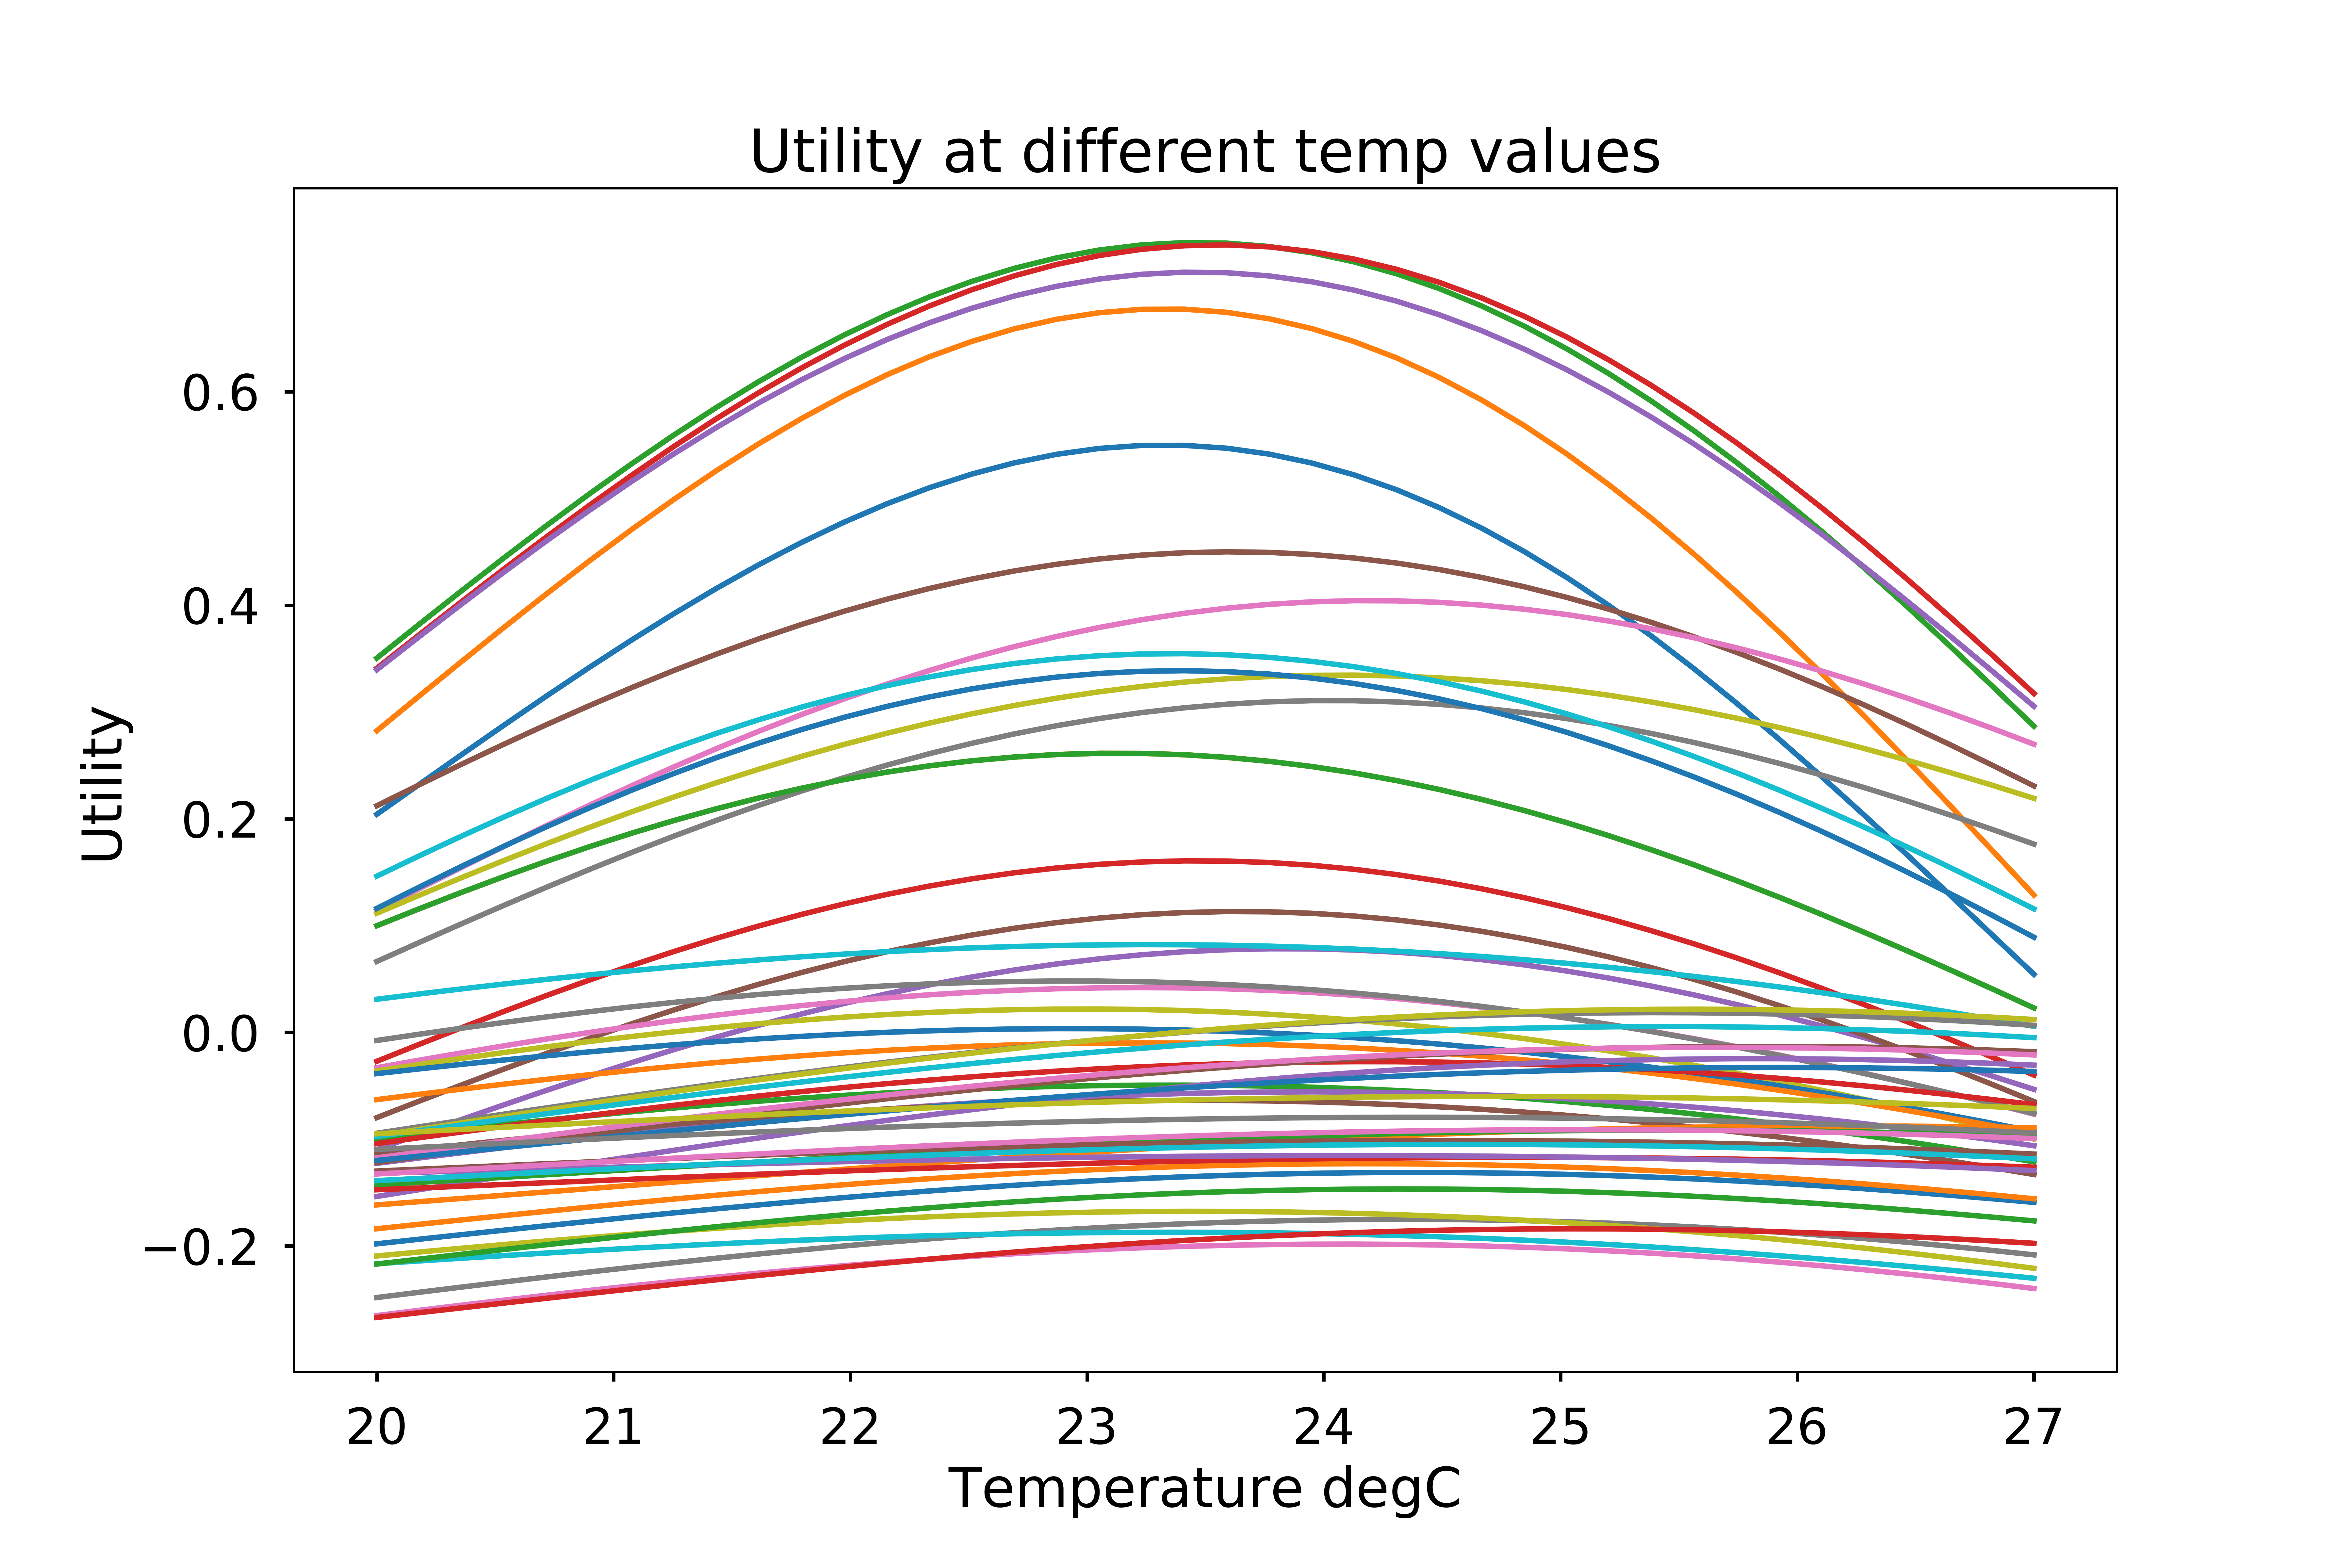 Utility at different temp values
Utility
0.6
0.4
0.2
0.0
−0.2
20 21 22 23 24 25 26 27
Temperature degC